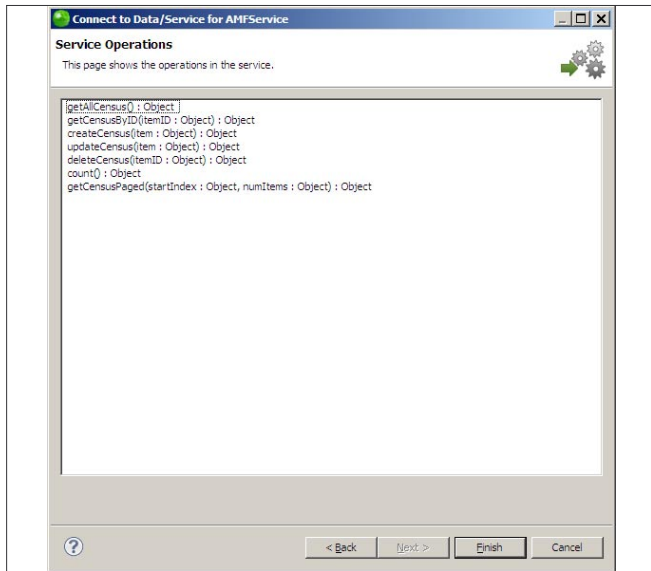 Connect to Data/Service for AMFService
Service Operations
This page shows the operations in the service.
getAllCensus() : Object
getCensusByID(itemID : Object) : Object
createCensus(item : Object) : Object
updateCensus(item : Object) : Object
deleteCensus(itemID : Object) : Object
count() : Object
getCensusPaged(startIndex : Object, numItems : Object) : Object
< Back Next > Finish Cancel